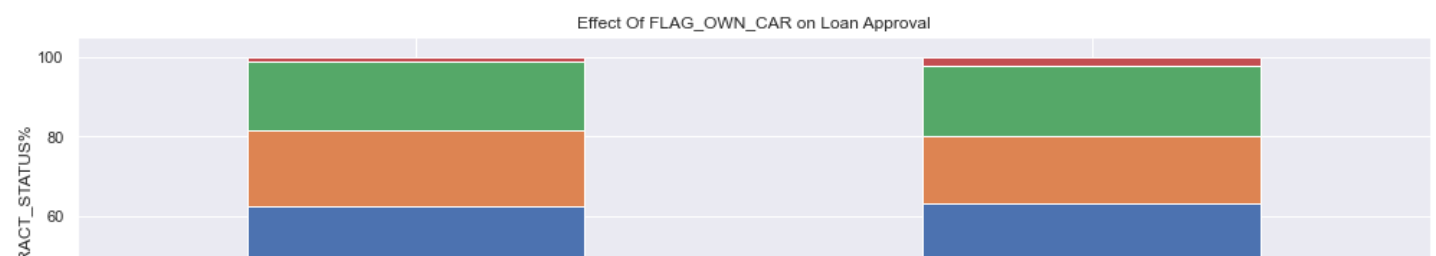 Effect Of FLAG_OWN_CAR on Loan Approval
100
80
60
RACT_STATUS%